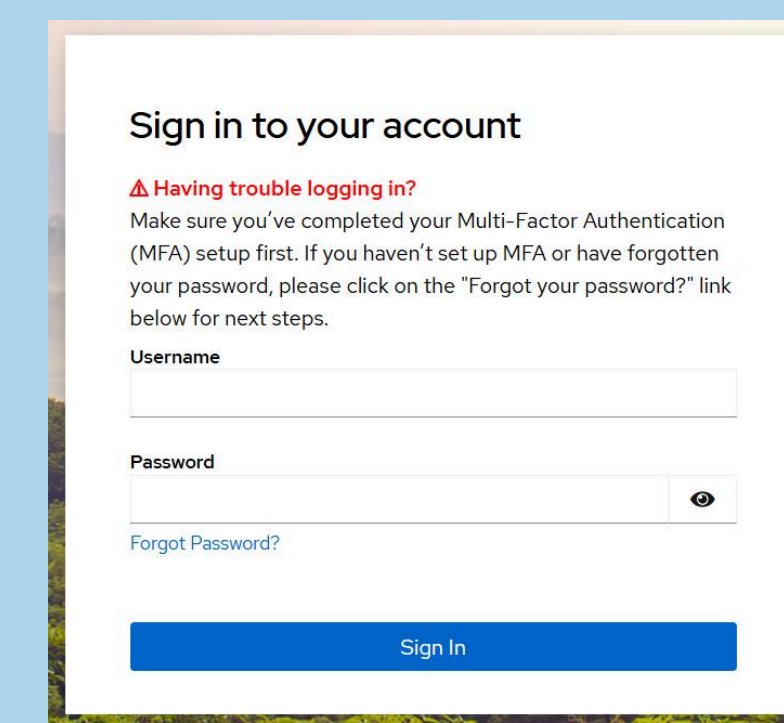 Sign in to your account
⚠ Having trouble logging in?
Make sure you’ve completed your Multi-Factor Authentication
(MFA) setup first. If you haven’t set up MFA or have forgotten
your password, please click on the "Forgot your password?" link
below for next steps.
Username
Password
Forgot Password?
Sign In